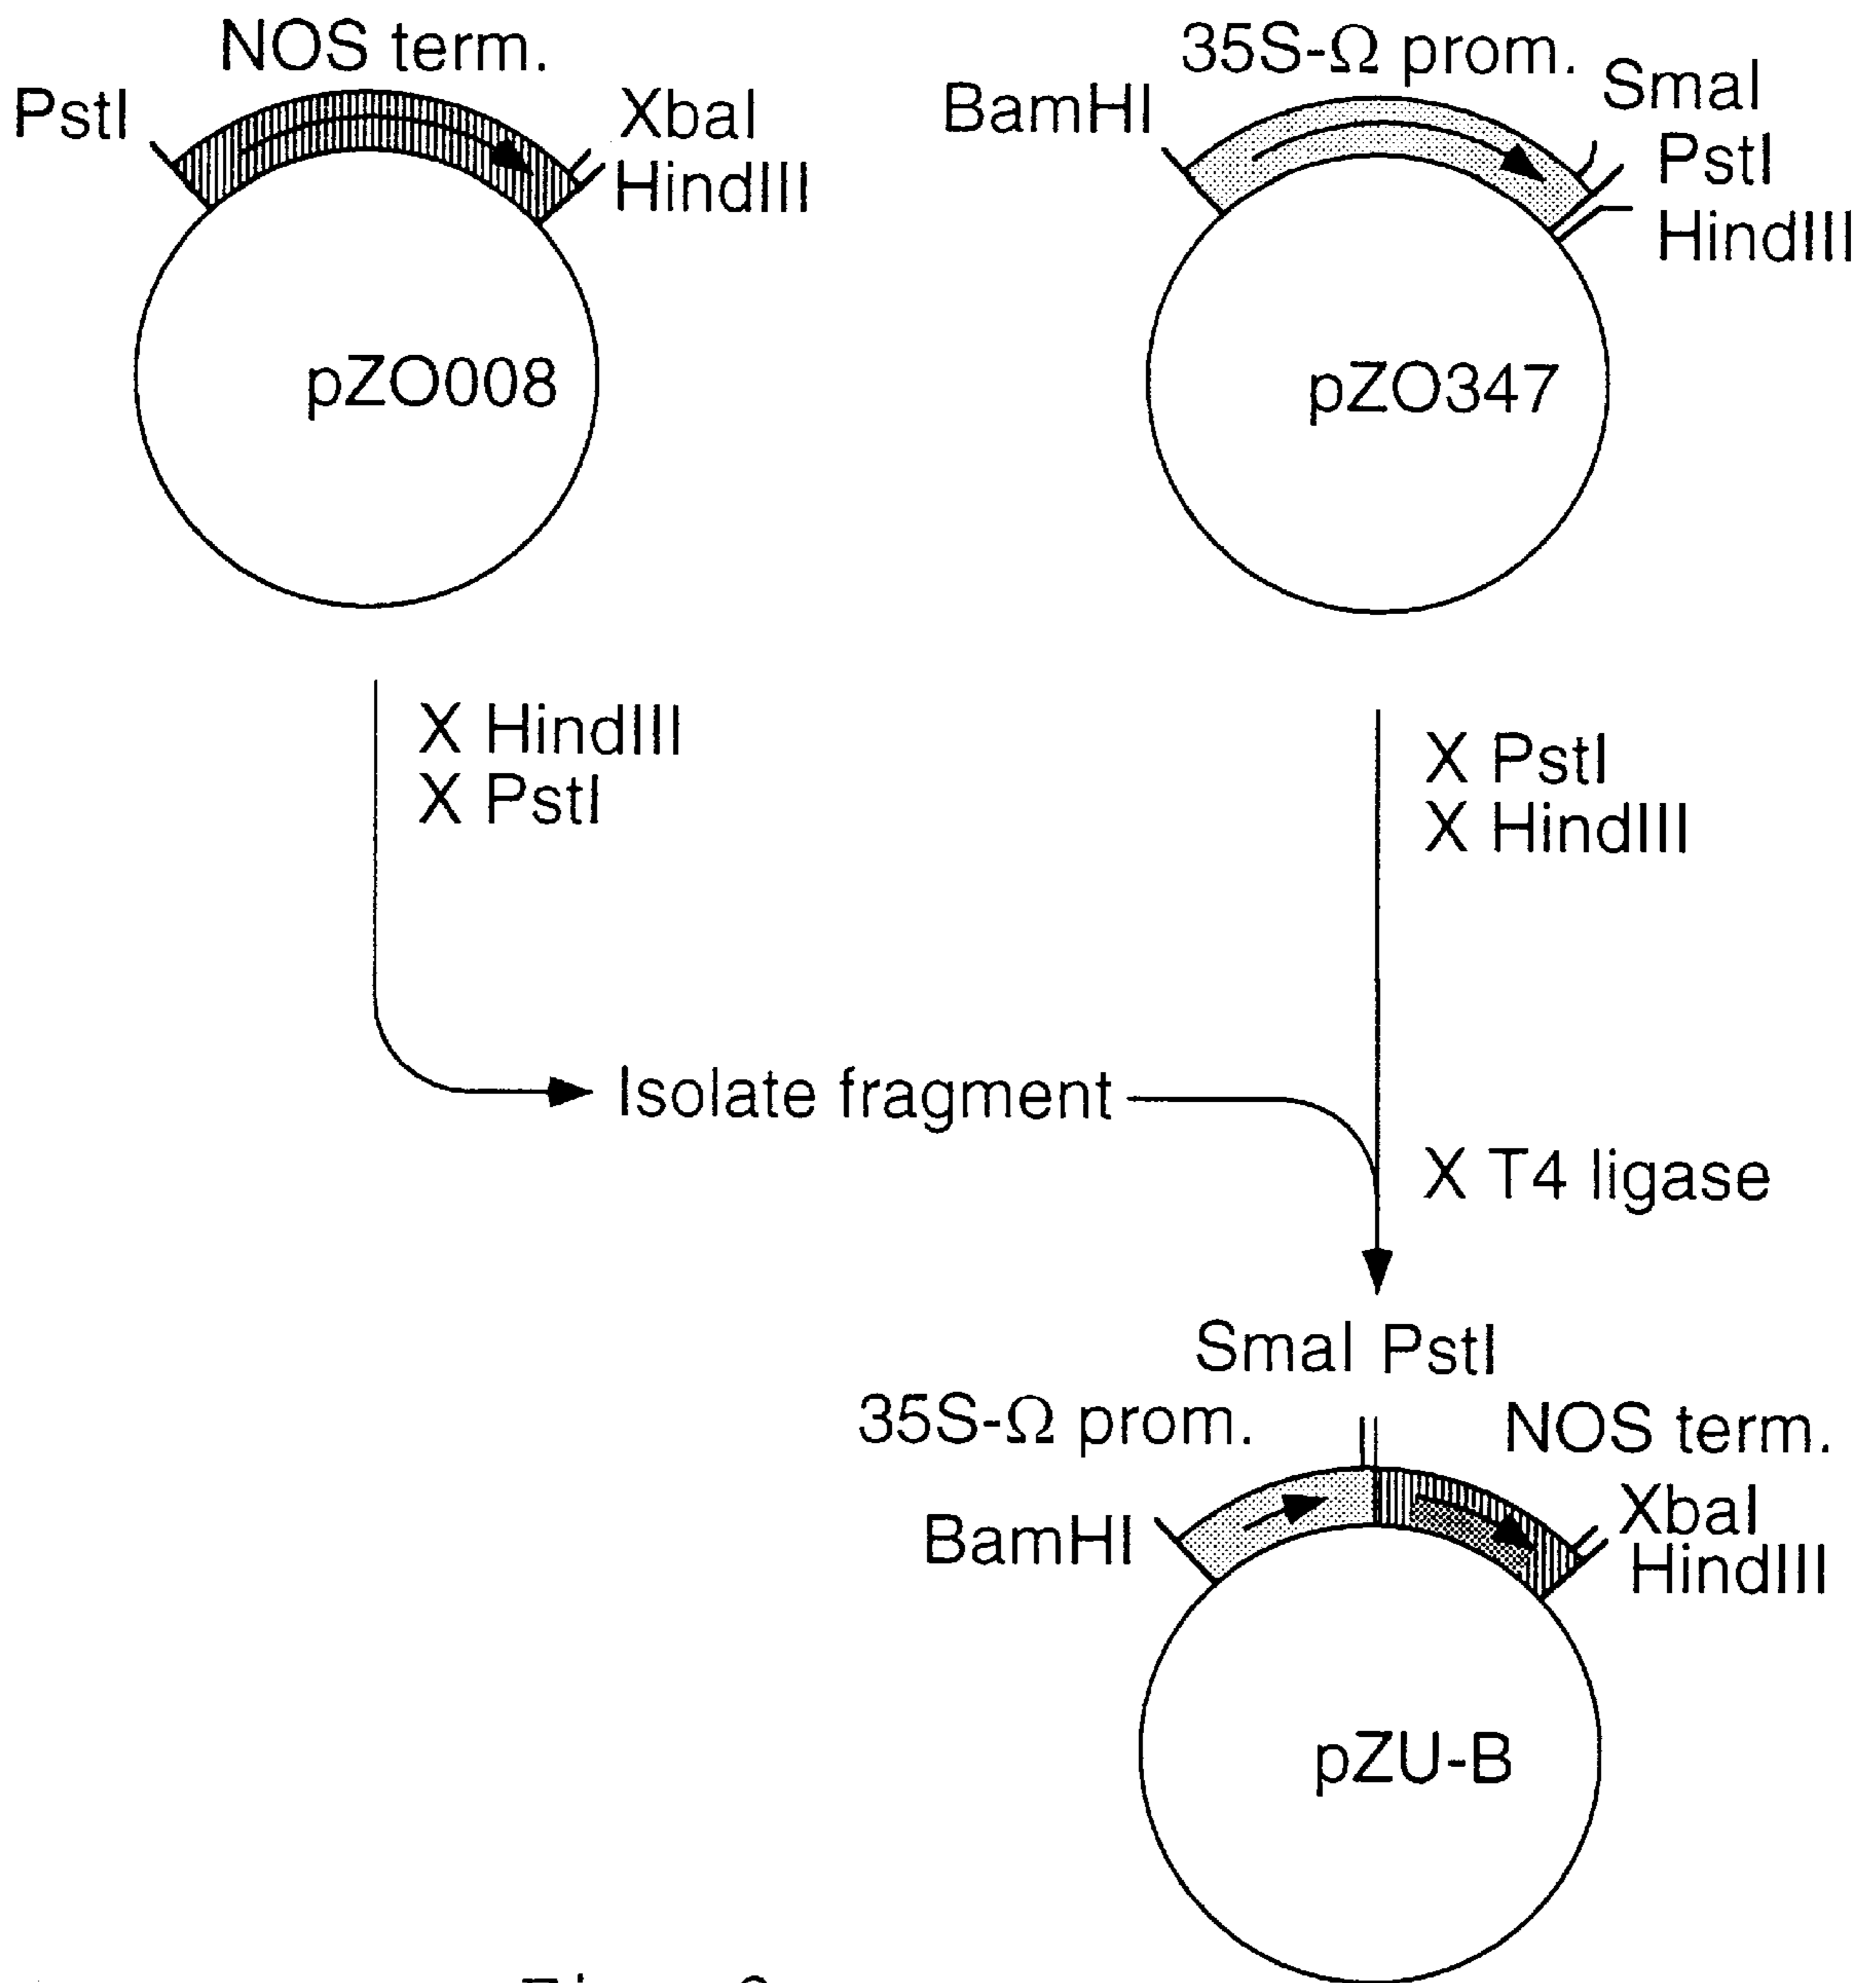 NOS term.
PstI
XbaI
HindIII
pZO008
35S-Ω prom.
BamHI
SmaI
PstI
HindIII
pZO347
X HindIII
X PstI
X PstI
X HindIII
Isolate fragment
X T4 ligase
SmaI PstI
35S-Ω prom.
NOS term.
BamHI
XbaI
HindIII
pZU-B